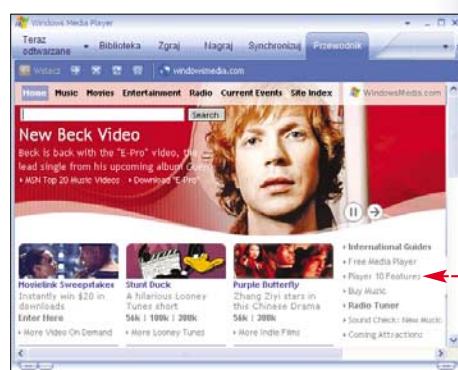 Windows Media Player
Teraz odtwarzane
Biblioteka
Zgraj
Nagraj
Synchronizuj
Przewodnik
Wstecz
windowsmedia.com
Home Music Movies Entertainment Radio Current Events Site Index
WindowsMedia.com
Search
New Beck Video
Beck is back with the "E-Pro" video, the
lead single from his upcoming album
MSN Top 20 Music Videos
Download "E-Pro"
Movielink Sweepstakes
Instantly win $20 in
downloads
Enter Here
More Video On Demand
Stunt Duck
A hilarious Looney
Tunes short
56k | 100k | 300k
More Looney Tunes
Purple Butterfly
Zhang Ziyi stars in
this Chinese Drama
56k | 100k | 300k
More Indie Films
International Guides
Free Media Player
Player 10 Features
Buy Music
Radio Tuner
Sound Check: New Music
Coming Attractions